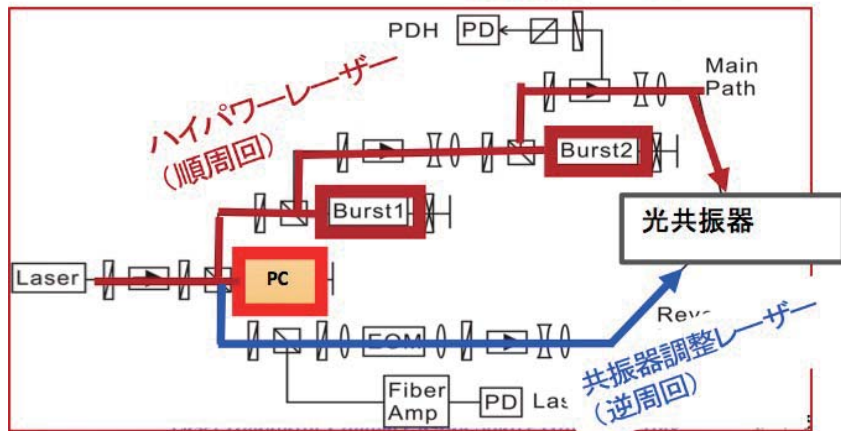 PDH
PD
Main
Path
ハイパワーレーザー
(順周回)
Burst2
Burst1
光共振器
Laser
PC
EOM
共振器調整レーザー
(逆周回)
Fiber
Amp
PD